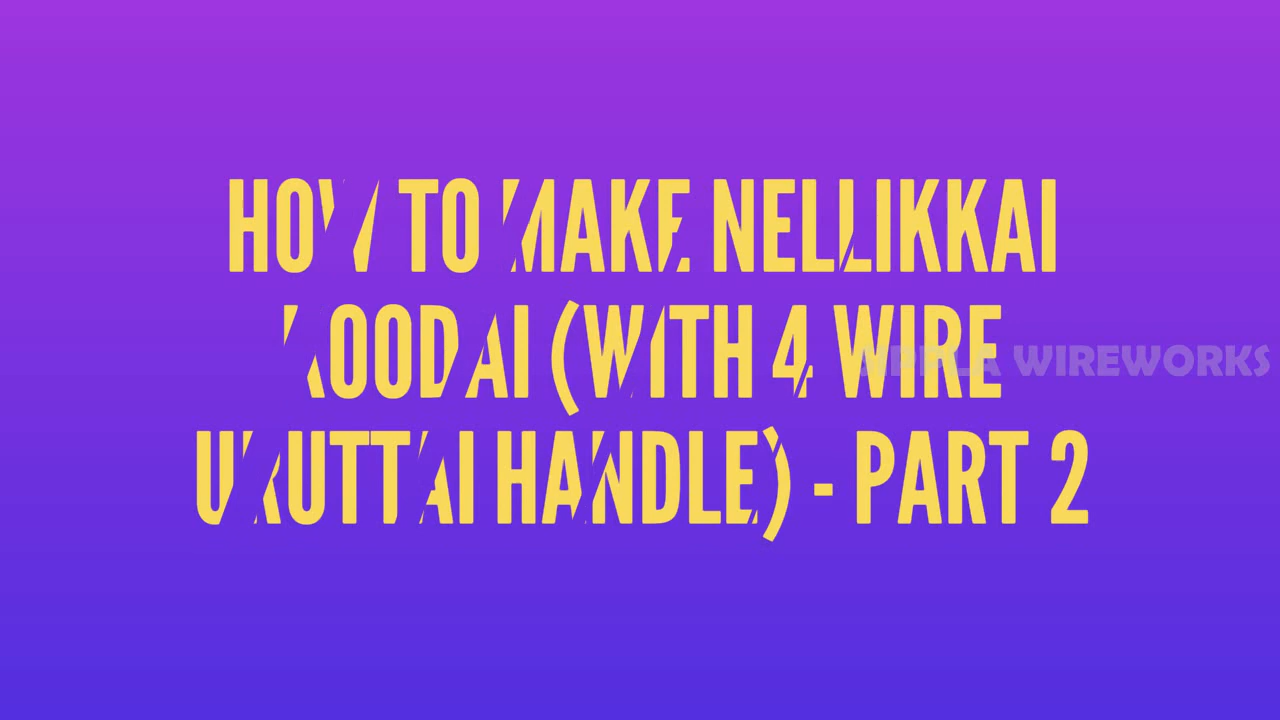 HOW TO MAKE NELLIKKAI
KOODAI (WITH 4 WIRE
URUTTAI HANDLE) - PART 2
WIREWORKS